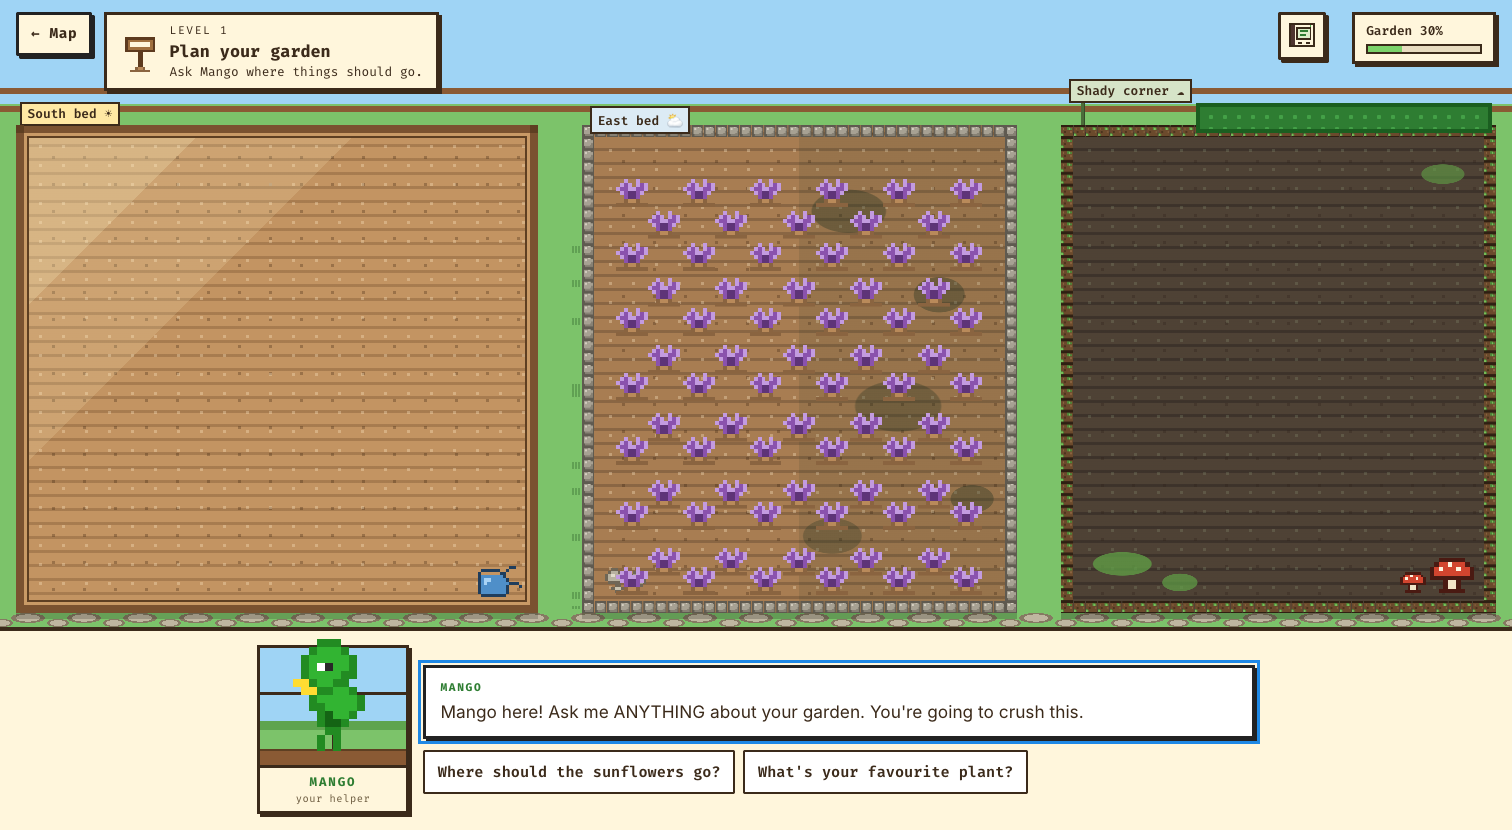 ← Map
LEVEL 1
Plan your garden
Ask Mango where things should go.
Garden 30%
South bed ☀
East bed ⛅
Shady corner ☁
MANGO
your helper
MANGO
Mango here! Ask me ANYTHING about your garden. You're going to crush this.
Where should the sunflowers go?
What's your favourite plant?